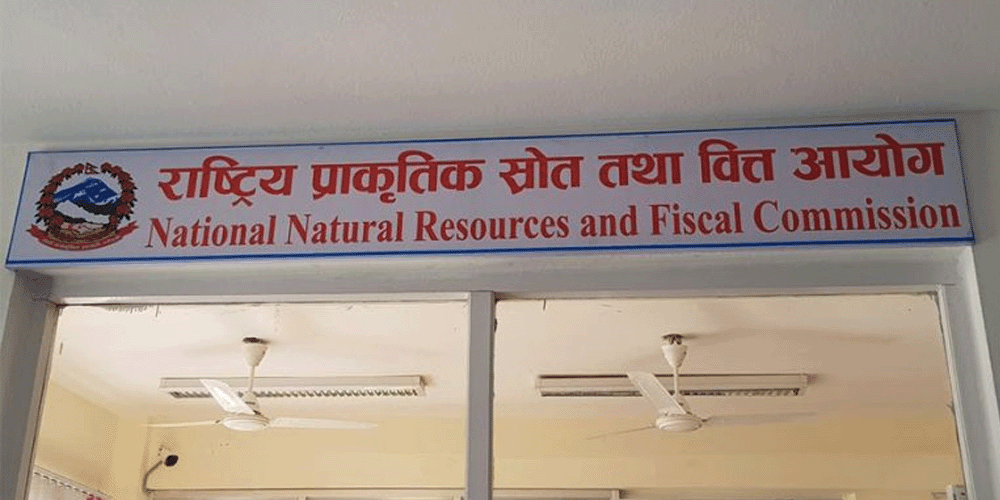 राष्ट्रिय प्राकृतिक स्रोत तथा वित्त आयोग
National Natural Resources and Fiscal Commission